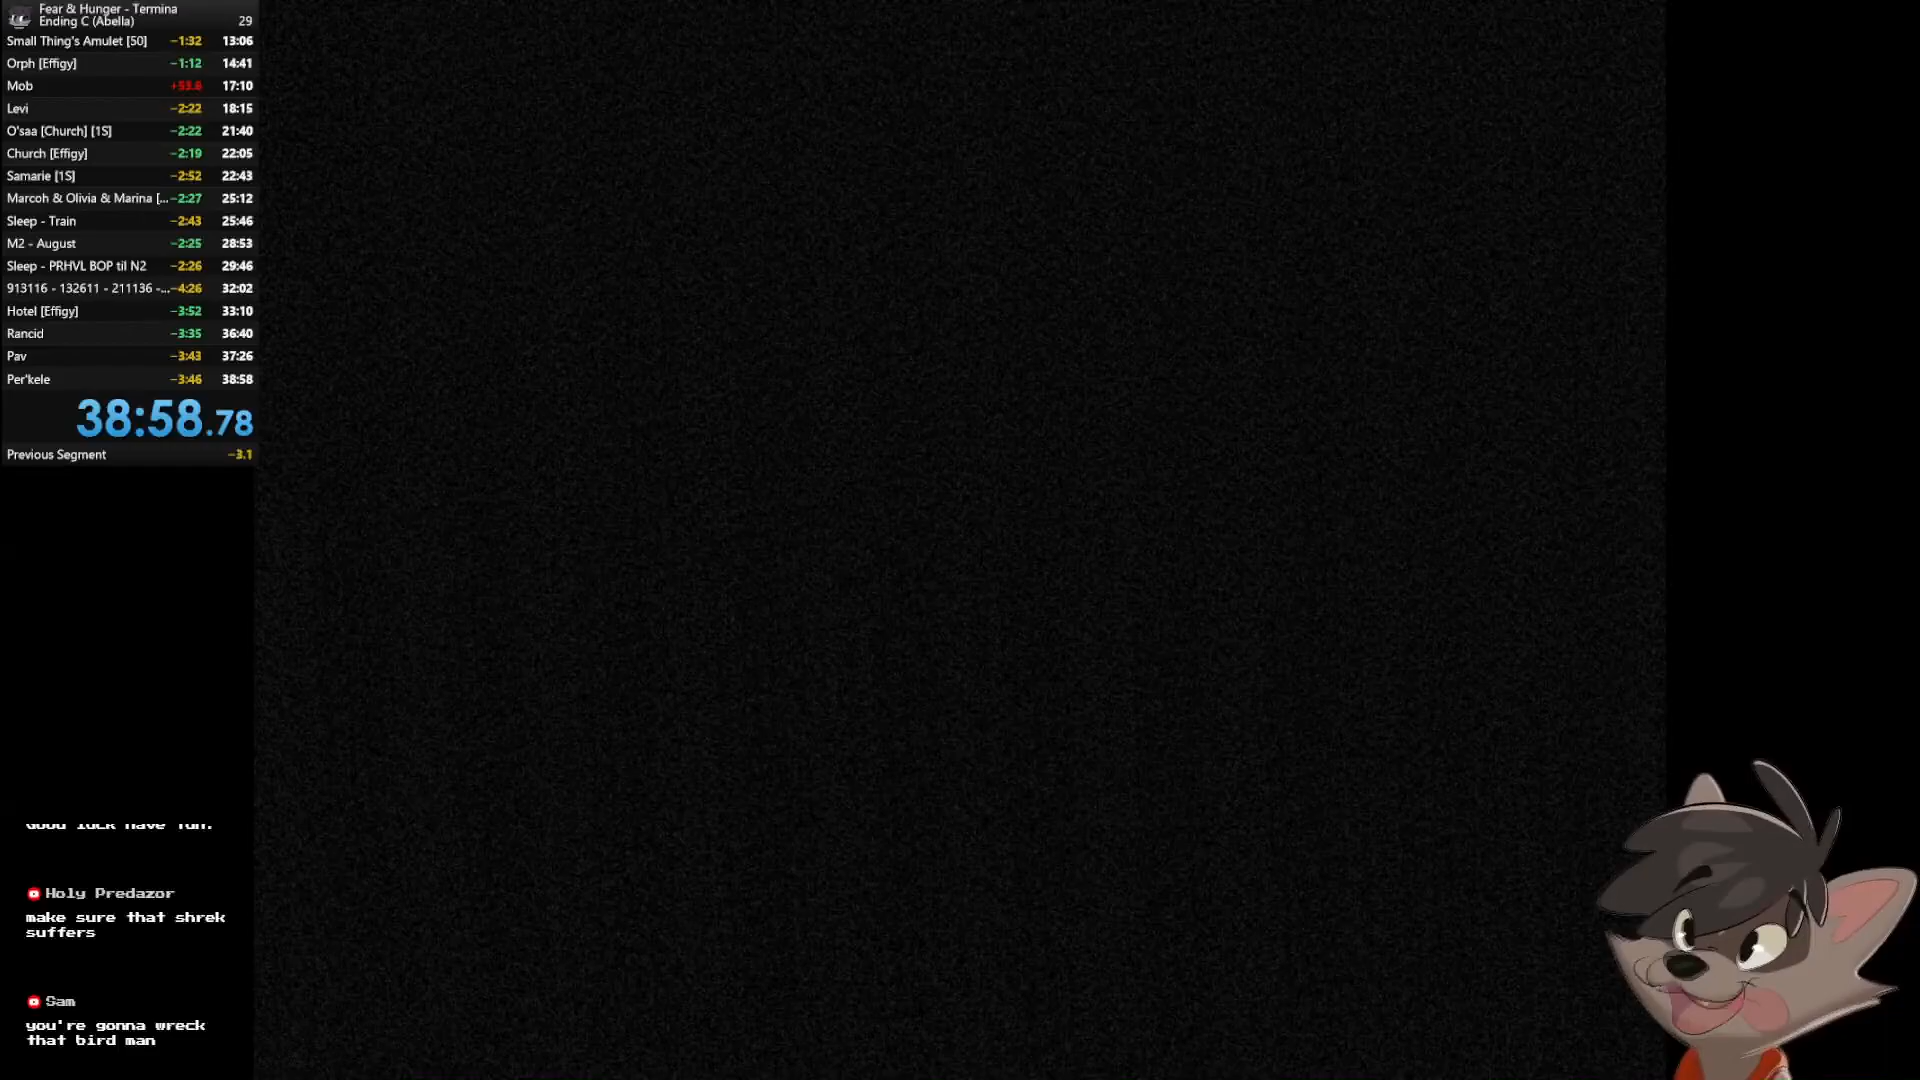 Fear & Hunger - Termina
Ending C (Abella) 29
Small Thing's Amulet [50] −1:32 13:06
Orph [Effigy] −1:12 14:41
Mob +53.8 17:10
Levi −2:22 18:15
O'saa [Church] [1S] −2:22 21:40
Church [Effigy] −2:19 22:05
Samarie [1S] −2:52 22:43
Marcoh & Olivia & Marina [... −2:27 25:12
Sleep - Train −2:43 25:46
M2 - August −2:25 28:53
Sleep - PRHVL BOP til N2 −2:26 29:46
913116 - 132611 - 211136 -... −4:26 32:02
Hotel [Effigy] −3:52 33:10
Rancid −3:35 36:40
Pav −3:43 37:26
Per'kele −3:46 38:58
38:58.78
Previous Segment −3.1
Good luck have fun.
Holy Predazor
make sure that shrek
suffers
Sam
you're gonna wreck
that bird man